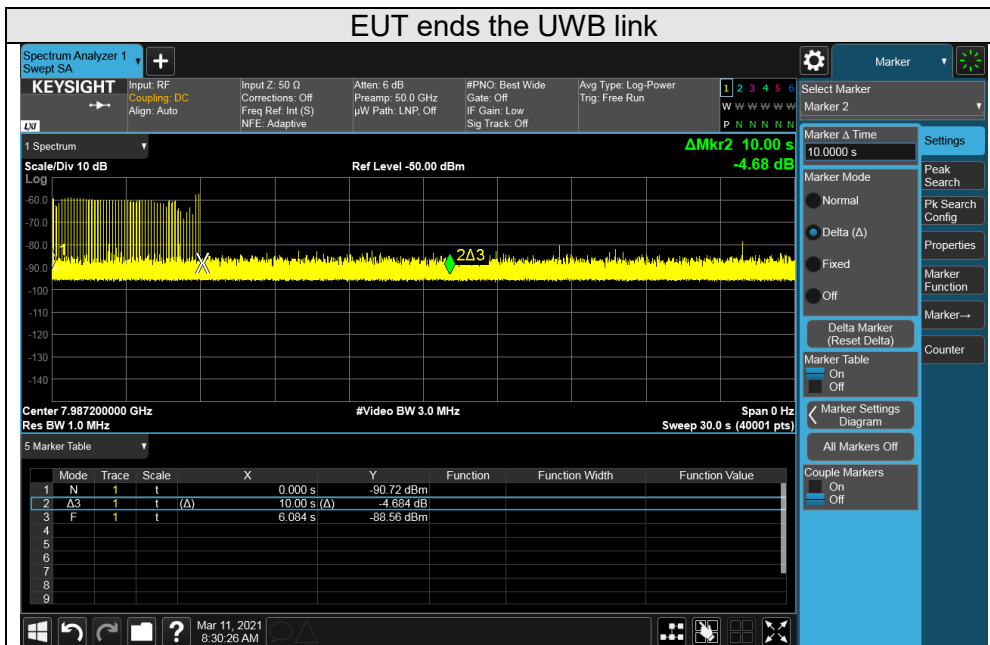 EUT ends the UWB link
Spectrum Analyzer 1
Swept SA
Marker
KEYSIGHT
LXI
Input: RF
Coupling: DC
Align: Auto
Input Z: 50 Ω
Corrections: Off
Freq Ref: Int (S)
NFE: Adaptive
Atten: 6 dB
Preamp: 50.0 GHz
µW Path: LNP, Off
#PNO: Best Wide
Gate: Off
IF Gain: Low
Sig Track: Off
Avg Type: Log-Power
Trig: Free Run
1 2 3 4 5 6
W W W W W W
P N N N N N
Select Marker
Marker 2
1 Spectrum
ΔMkr2 10.00 s
Scale/Div 10 dB
Ref Level -50.00 dBm
-4.68 dB
Log
-60.0
-70.0
-80.0
-90.0
-100
-110
-120
-130
-140
1
2Δ3
Center 7.987200000 GHz
#Video BW 3.0 MHz
Span 0 Hz
Res BW 1.0 MHz
Sweep 30.0 s (40001 pts)
Marker Δ Time
10.0000 s
Marker Mode
Normal
Delta (Δ)
Fixed
Off
Delta Marker
(Reset Delta)
Marker Table
On
Off
Marker Settings
Diagram
All Markers Off
Couple Markers
On
Off
Settings
Peak
Search
Pk Search
Config
Properties
Marker
Function
Marker→
Counter
5 Marker Table
Mode Trace Scale X Y Function Function Width Function Value
1 N 1 t 0.000 s -90.72 dBm
2 Δ3 1 t (Δ) 10.00 s (Δ) -4.684 dB
3 F 1 t 6.084 s -88.56 dBm
4
5
6
7
8
9
?
Mar 11, 2021
8:30:26 AM